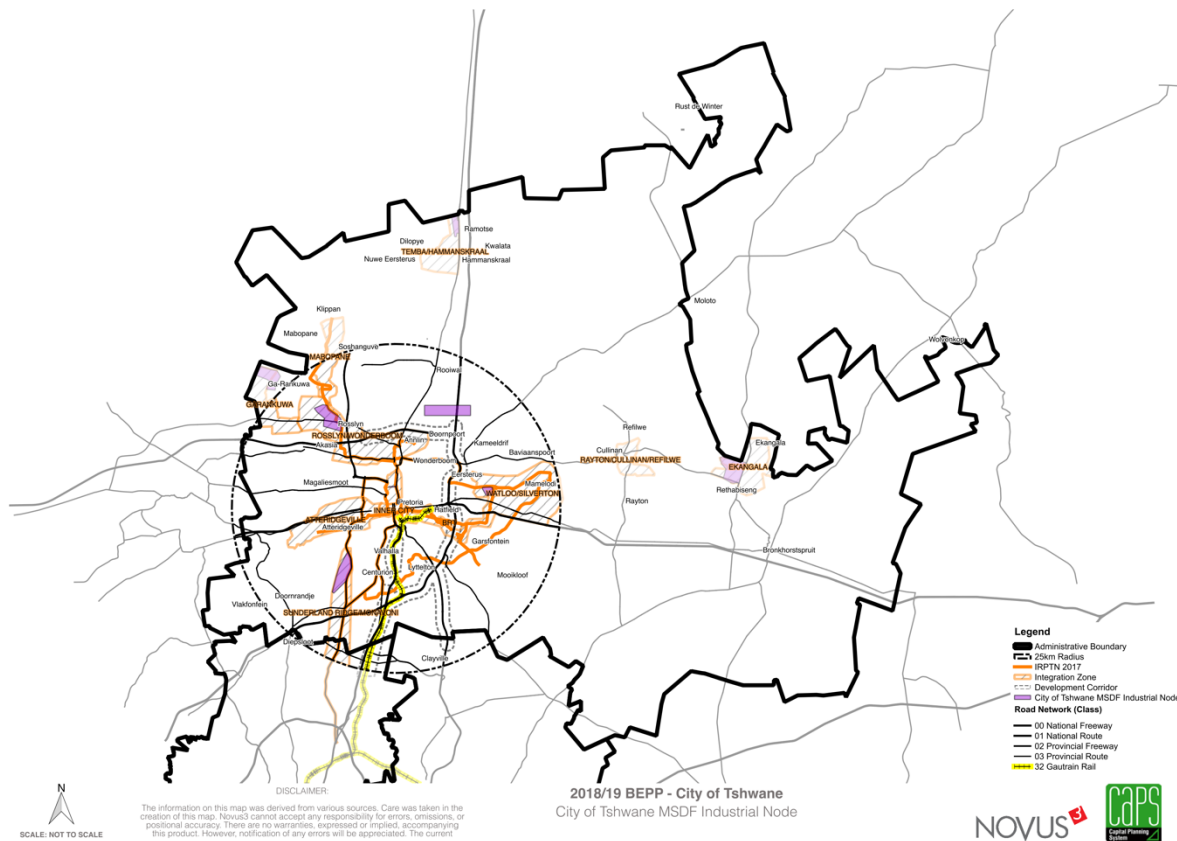 Rust de Winter
Ramotse
Dilopye
Kwalata
TEMBA/HAMMANSKRAAL
Nuwe Eersterus
Hammanskraal
Moloto
Klippan
Mabopane
Wolvenkop
Soshanguve
MABOPANE
Rooiwal
Ga-Rankuwa
GARANKUWA
Rosslyn
Refilwe
ROSSLYN/WONDERBOOM
Doornpoort
Annlin
Akasia
Kameeldrif
Ekangala
Cullinan
Baviaanspoort
Wonderboom
RAYTON/CULLINAN/REFILWE
EKANGALA
Eersterus
Magaliesmoot
Mamelodi
Rethabiseng
WATLOO/SILVERTON
Pretoria
Rayton
INNER CITY
Hatfield
ATTERIDGEVILLE
Atteridgeville
BRT
Garsfontein
Valhalla
Bronkhorstspruit
Lyttelton
Centurion
Mooikloof
Doornrandje
Vlakfontein
SUNDERLAND RIDGE/MONAVONI
Diepsloot
Clayville
Legend
Administrative Boundary
25km Radius
IRPTN 2017
Integration Zone
Development Corridor
City of Tshwane MSDF Industrial Node
Road Network (Class)
00 National Freeway
01 National Route
02 Provincial Freeway
03 Provincial Route
32 Gautrain Rail
N
SCALE: NOT TO SCALE
DISCLAIMER:
The information on this map was derived from various sources. Care was taken in the
creation of this map. Novus3 cannot accept any responsibility for errors, omissions, or
positional accuracy. There are no warranties, expressed or implied, accompanying
this product. However, notification of any errors will be appreciated. The current
2018/19 BEPP - City of Tshwane
City of Tshwane MSDF Industrial Node
NOVUS3
CaPS
Capital Planning
System